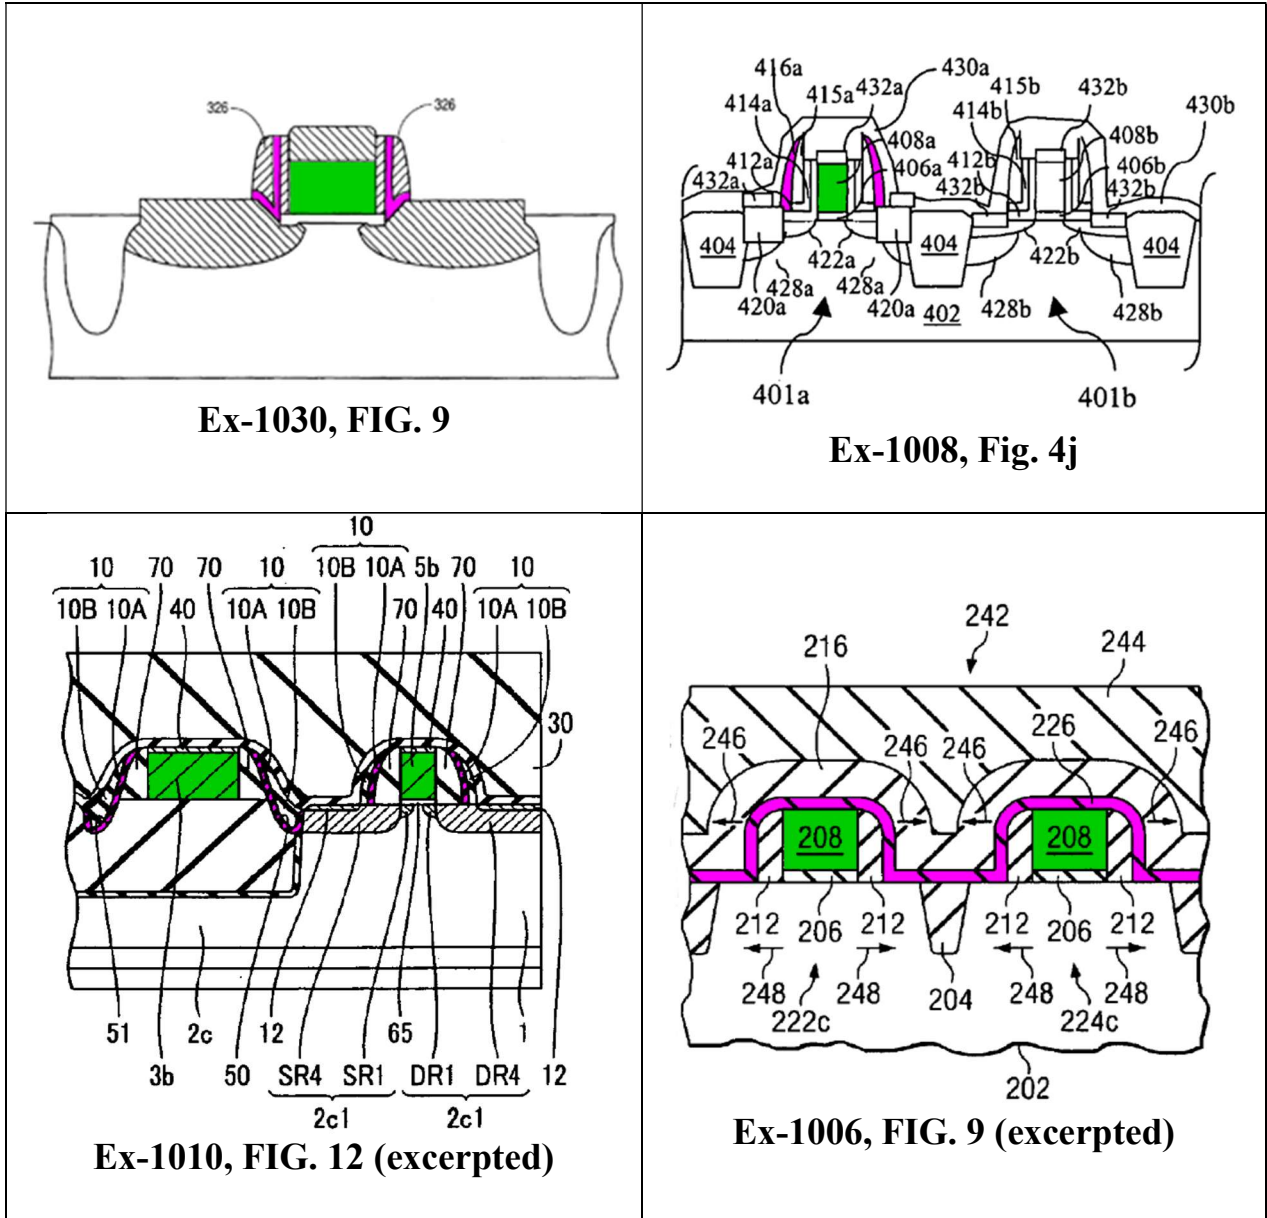 326 326
Ex-1030, FIG. 9
416a 430a 415b 432b
414a 415a 432a 414b 430b
408a 408b
412a 406a 412b 406b
432a 432b 432b
404 404 404
422a 422b
428a 428a
420a 420a 402 428b 428b
401a 401b
Ex-1008, Fig. 4j
10
10 70 70 10 10B 10A 5b 70 10
10B 10A 40 10A 10B 70 40 10A 10B
30
51 2c 12 65 1
3b 50 SR4 SR1 DR1 DR4 12
2c1 2c1
Ex-1010, FIG. 12 (excerpted)
242
216 244
246 246 246 226 246
208 208
212 206 212 212 206 212
248 248 204 248 248
222c 224c
202
Ex-1006, FIG. 9 (excerpted)